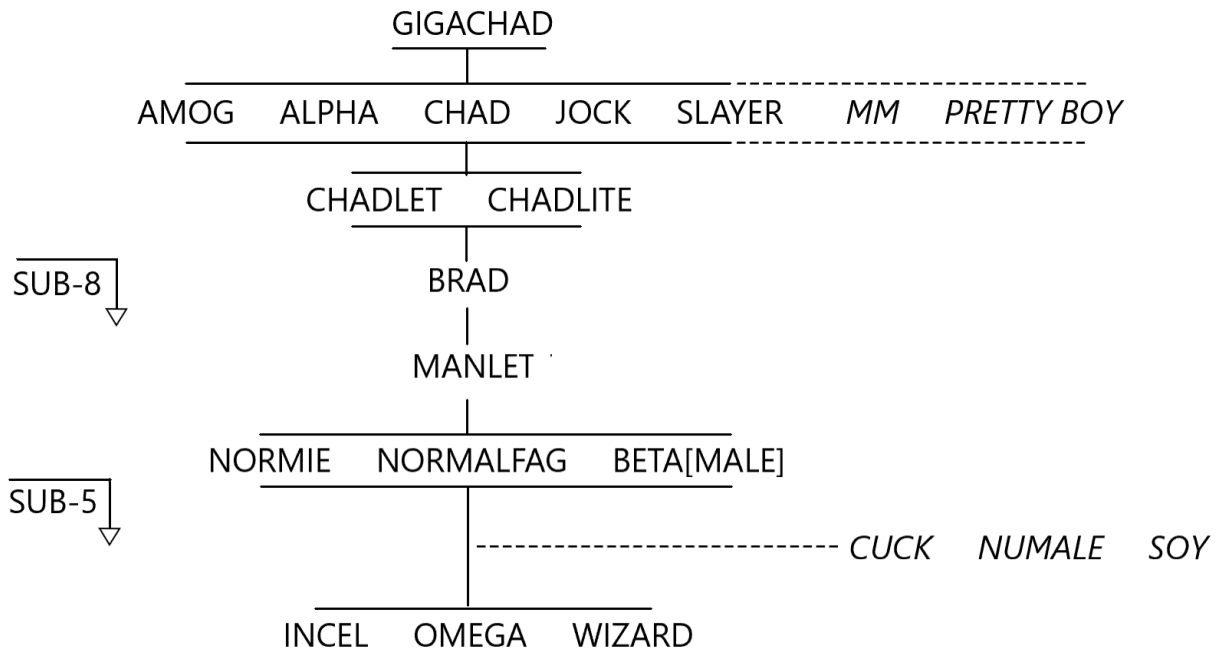 GIGACHAD
AMOG ALPHA CHAD JOCK SLAYER MM PRETTY BOY
CHADLET CHADLITE
SUB-8
BRAD
MANLET
NORMIE NORMALFAG BETA[MALE]
SUB-5
CUCK NUMALE SOY
INCEL OMEGA WIZARD